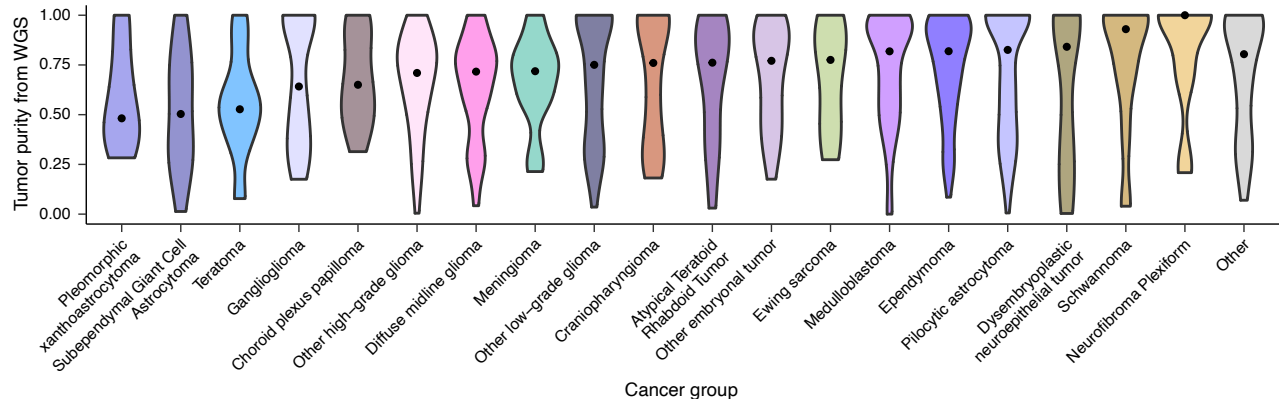 Tumor purity from WGS
1.00
0.75
0.50
0.25
0.00
Pleomorphic
xanthoastrocytoma
Subependymal Giant Cell
Astrocytoma
Teratoma
Ganglioglioma
Choroid plexus papilloma
Other high−grade glioma
Diffuse midline glioma
Meningioma
Other low−grade glioma
Craniopharyngioma
Atypical Teratoid
Rhabdoid Tumor
Other embryonal tumor
Ewing sarcoma
Medulloblastoma
Ependymoma
Pilocytic astrocytoma
Dysembryoplastic
neuroepithelial tumor
Schwannoma
Neurofibroma Plexiform
Other
Cancer group